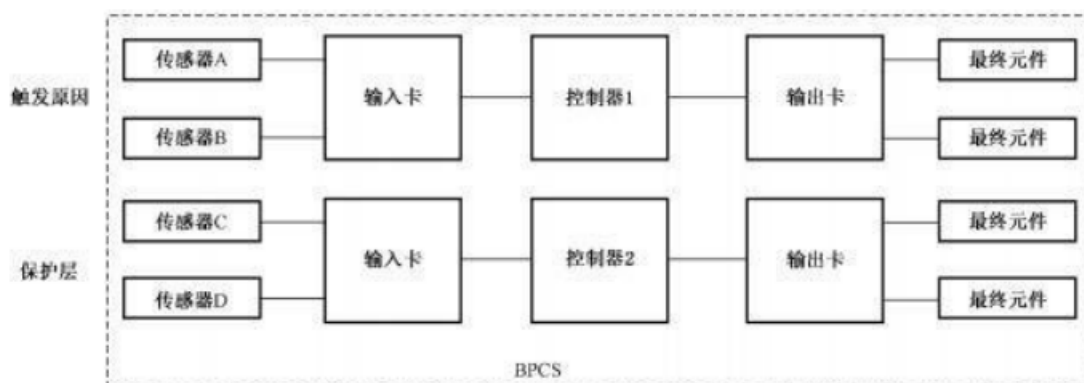 传感器A
最终元件
触发原因
输入卡
控制器1
输出卡
传感器B
最终元件
传感器C
最终元件
保护层
输入卡
控制器2
输出卡
传感器D
最终元件
BPCS